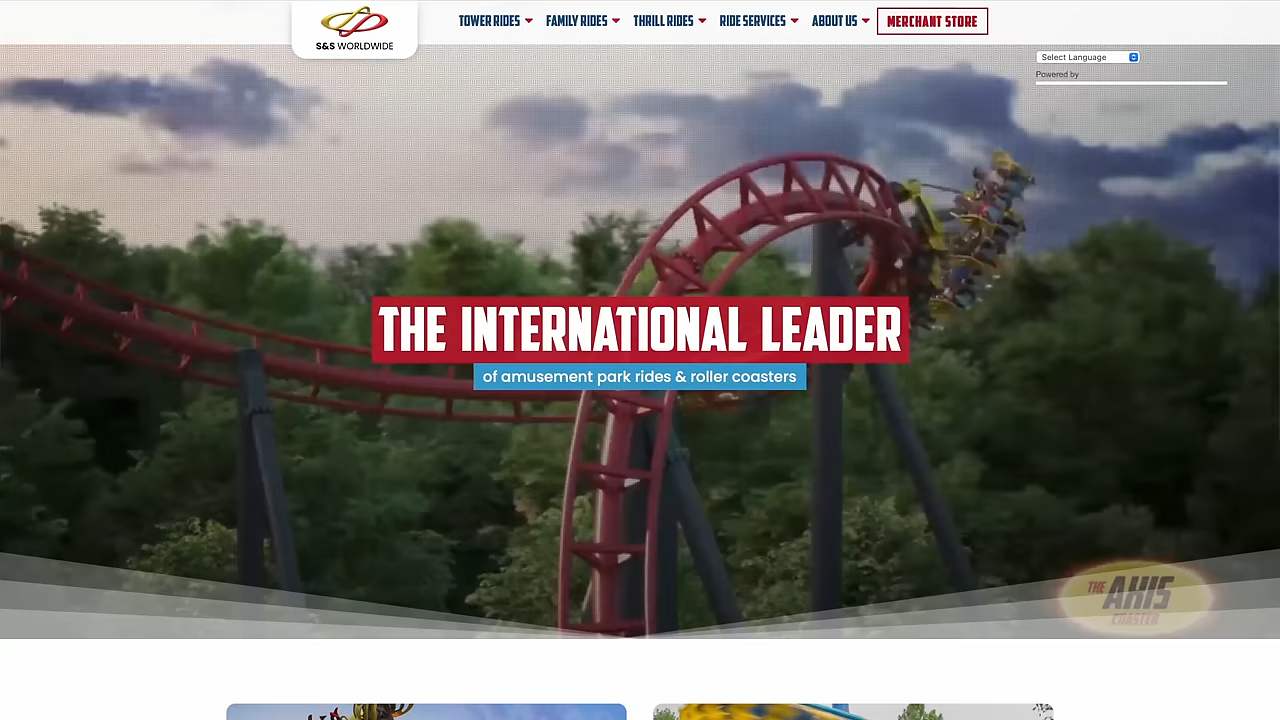 S&S WORLDWIDE
TOWER RIDES
FAMILY RIDES
THRILL RIDES
RIDE SERVICES
ABOUT US
MERCHANT STORE
Select Language
Powered by
THE INTERNATIONAL LEADER
of amusement park rides & roller coasters
THE AXIS
COASTER